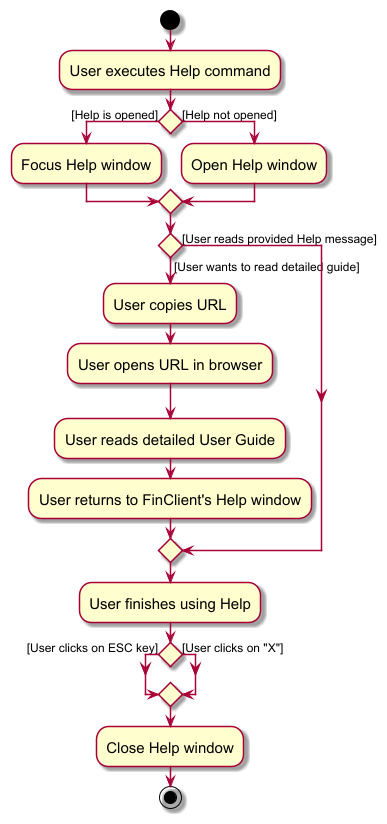 User executes Help command
[Help is opened]
[Help not opened]
Focus Help window
Open Help window
[User reads provided Help message]
[User wants to read detailed guide]
User copies URL
User opens URL in browser
User reads detailed User Guide
User returns to FinClient's Help window
User finishes using Help
[User clicks on ESC key]
[User clicks on "X"]
Close Help window